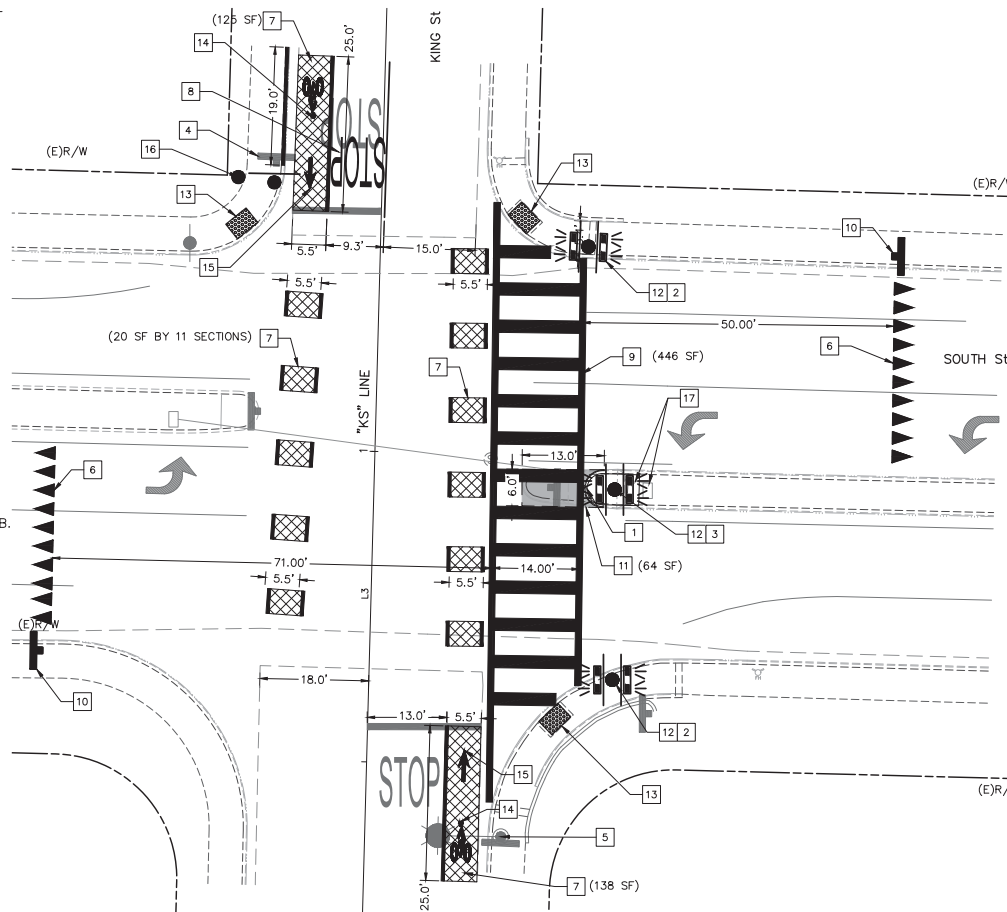 (125 SF) 7
14
8
4
16
(E)R/W
13
15
19.0'
25.0'
KING St
STOP
STOP
5.5'
9.3'
15.0'
5.5'
5.5'
13
12 2
10
(E)R/W
50.00'
6
SOUTH St
(20 SF BY 11 SECTIONS) 7
7
9 (446 SF)
"KS" LINE
1
17
13.0'
6.0'
6
B.
1
12 3
11 (64 SF)
71.00'
5.5'
5.5'
14.00'
L3
(E)R/W
10
18.0'
13.0'
5.5'
12 2
STOP
15
13
14
5
(E)R/
25.0'
7 (138 SF)